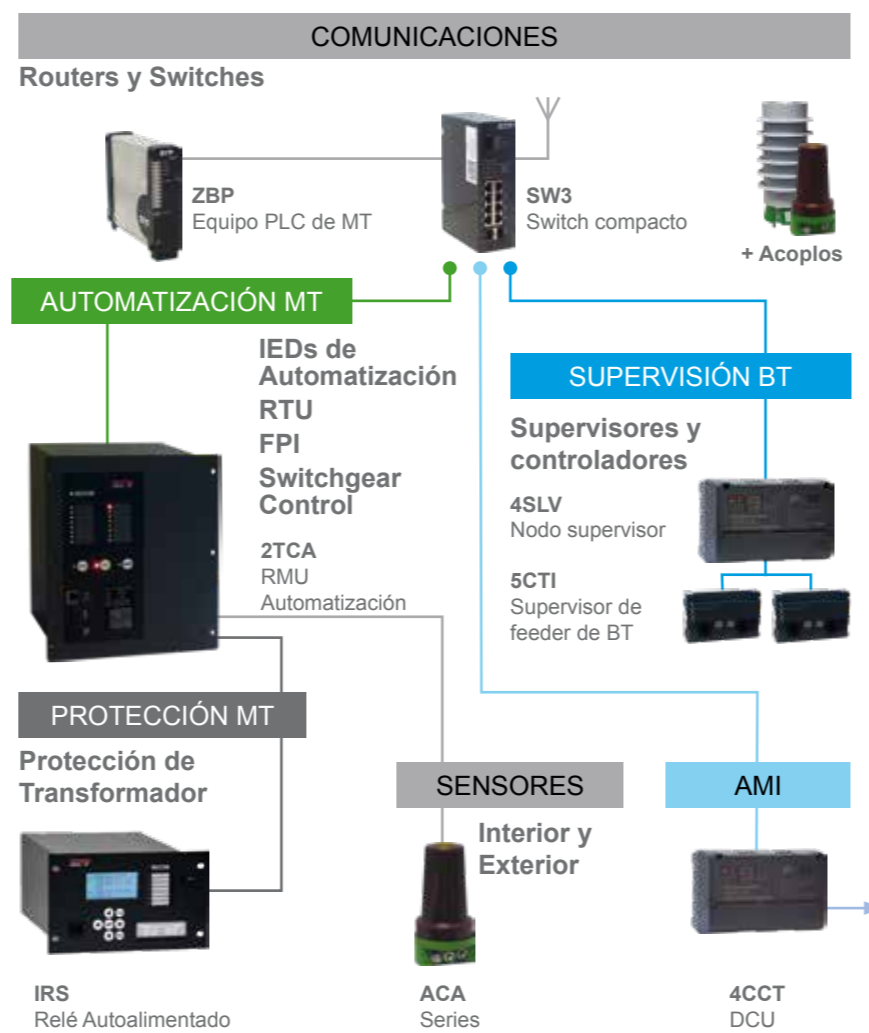 COMUNICACIONES
Routers y Switches
ZBP
Equipo PLC de MT
SW3
Switch compacto
+ Acoplos
AUTOMATIZACIÓN MT
IEDs de
Automatización
RTU
FPI
Switchgear
Control
2TCA
RMU
Automatización
SUPERVISIÓN BT
Supervisores y
controladores
4SLV
Nodo supervisor
5CTI
Supervisor de
feeder de BT
PROTECCIÓN MT
Protección de
Transformador
IRS
Relé Autoalimentado
SENSORES
Interior y
Exterior
ACA
Series
AMI
4CCT
DCU